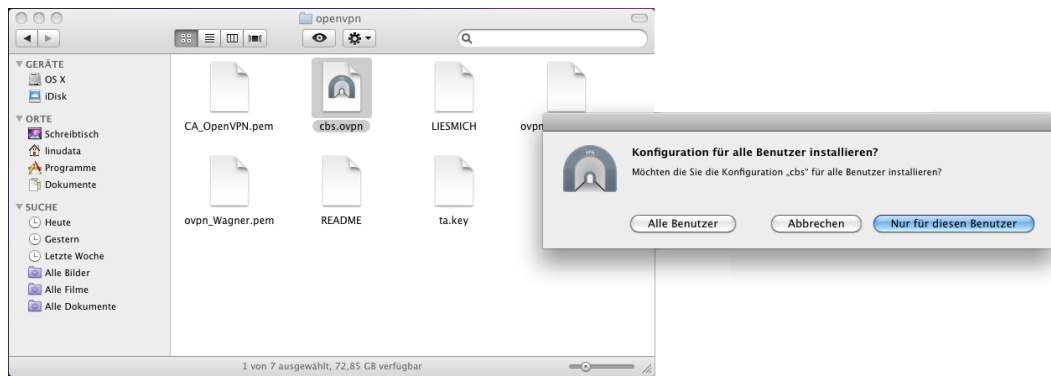 openvpn
GERÄTE
OS X
iDisk
ORTE
Schreibtisch
linudata
Programme
Dokumente
SUCHE
Heute
Gestern
Letzte Woche
Alle Bilder
Alle Filme
Alle Dokumente
CA_OpenVPN.pem
cbs.ovpn
LIESMICH
ovpn
ovpn_Wagner.pem
README
ta.key
1 von 7 ausgewählt, 72,85 GB verfügbar
VPN
Konfiguration für alle Benutzer installieren?
Möchten die Sie die Konfiguration „cbs“ für alle Benutzer installieren?
Alle Benutzer
Abbrechen
Nur für diesen Benutzer